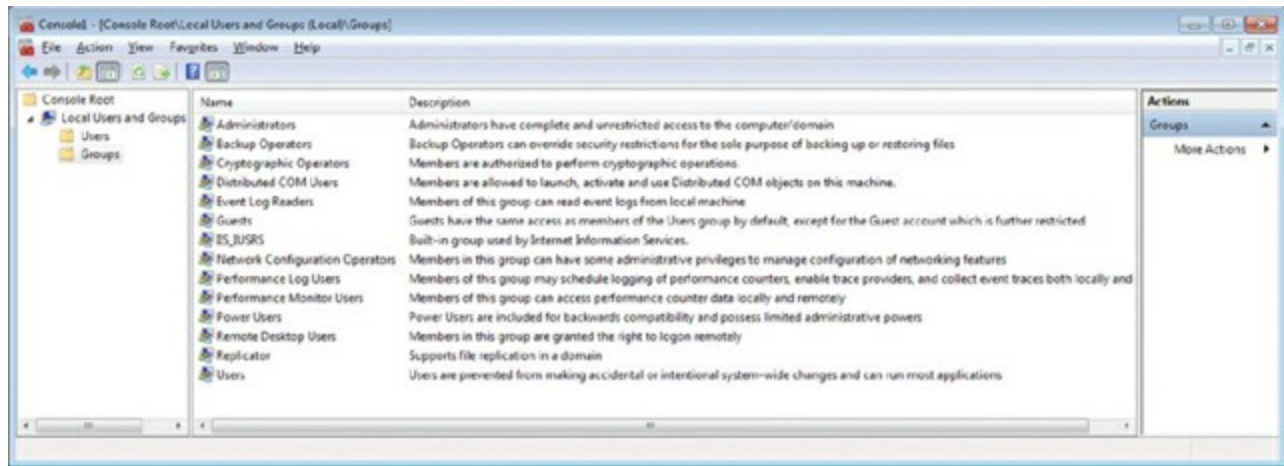 Console1 - [Console Root\Local Users and Groups (Local)\Groups]
File Action View Favorites Window Help
Console Root
Local Users and Groups
Users
Groups
Name Description
Administrators Administrators have complete and unrestricted access to the computer/domain
Backup Operators Backup Operators can override security restrictions for the sole purpose of backing up or restoring files
Cryptographic Operators Members are authorized to perform cryptographic operations.
Distributed COM Users Members are allowed to launch, activate and use Distributed COM objects on this machine.
Event Log Readers Members of this group can read event logs from local machine
Guests Guests have the same access as members of the Users group by default, except for the Guest account which is further restricted
IIS_IUSRS Built-in group used by Internet Information Services.
Network Configuration Operators Members in this group can have some administrative privileges to manage configuration of networking features
Performance Log Users Members of this group may schedule logging of performance counters, enable trace providers, and collect event traces both locally and
Performance Monitor Users Members of this group can access performance counter data locally and remotely
Power Users Power Users are included for backwards compatibility and possess limited administrative powers
Remote Desktop Users Members in this group are granted the right to logon remotely
Replicator Supports file replication in a domain
Users Users are prevented from making accidental or intentional system-wide changes and can run most applications
Actions
Groups
More Actions